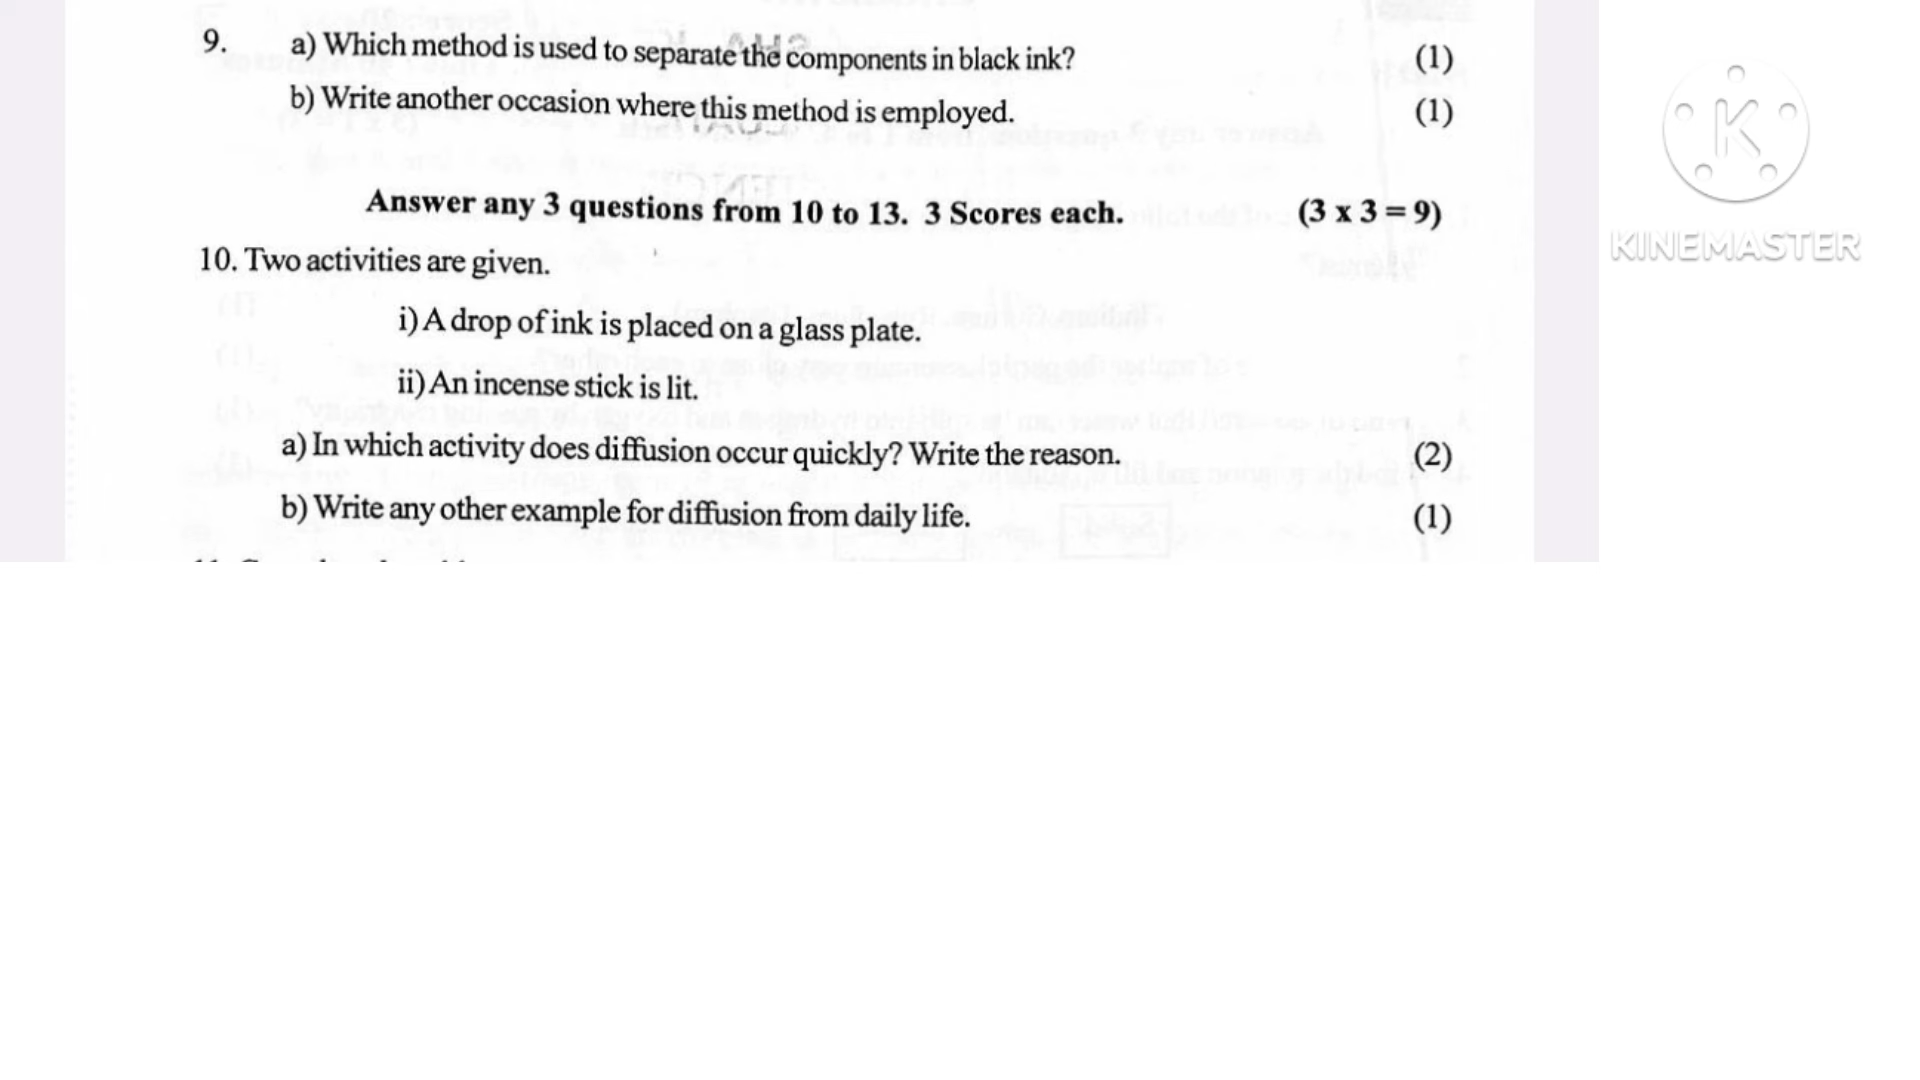 9. a) Which method is used to separate the components in black ink? (1)
b) Write another occasion where this method is employed. (1)
Answer any 3 questions from 10 to 13. 3 Scores each. (3 x 3 = 9)
10. Two activities are given.
i) A drop of ink is placed on a glass plate.
ii) An incense stick is lit.
a) In which activity does diffusion occur quickly? Write the reason. (2)
b) Write any other example for diffusion from daily life. (1)
K
KINEMASTER